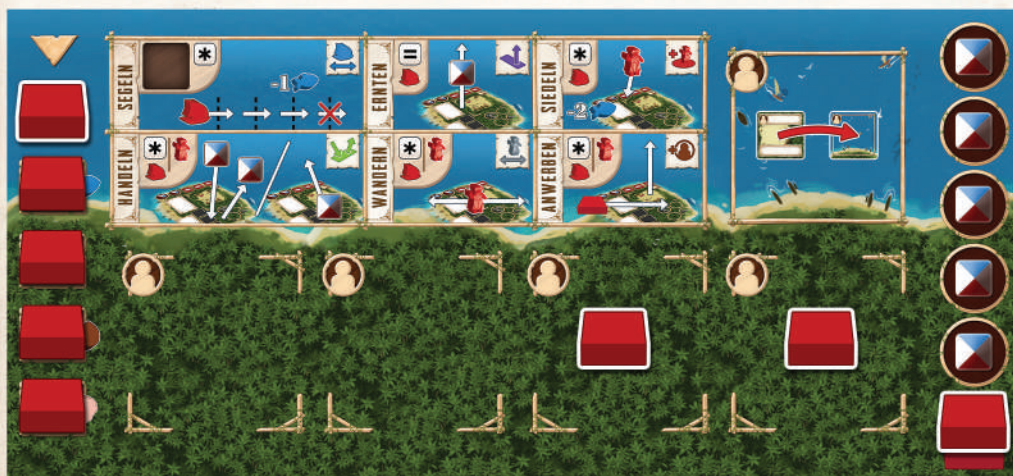 SEGELN
*
-1
ERNTEN
=
SIEDELN
*
-2
+
HANDELN
*
WANDERN
*
ANWERBEN
*
+